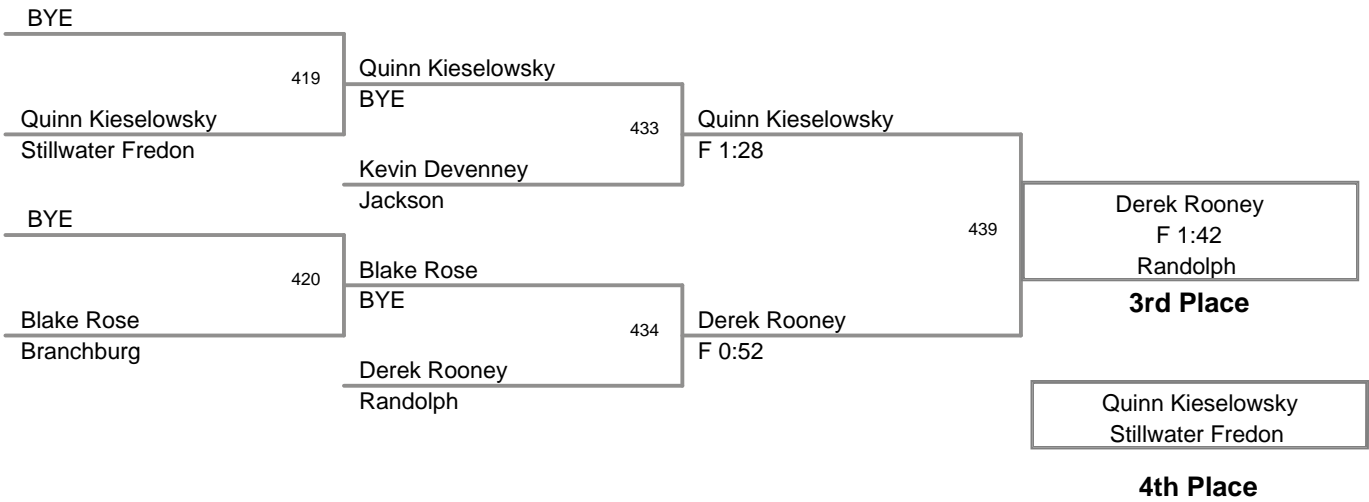 BYE
419
Quinn Kieselowsky
Stillwater Fredon
Quinn Kieselowsky
BYE
433
Kevin Devenney
Jackson
Quinn Kieselowsky
F 1:28
BYE
420
Blake Rose
Branchburg
Blake Rose
BYE
434
Derek Rooney
Randolph
Derek Rooney
F 0:52
439
Derek Rooney
F 1:42
Randolph
3rd Place
Quinn Kieselowsky
Stillwater Fredon
4th Place